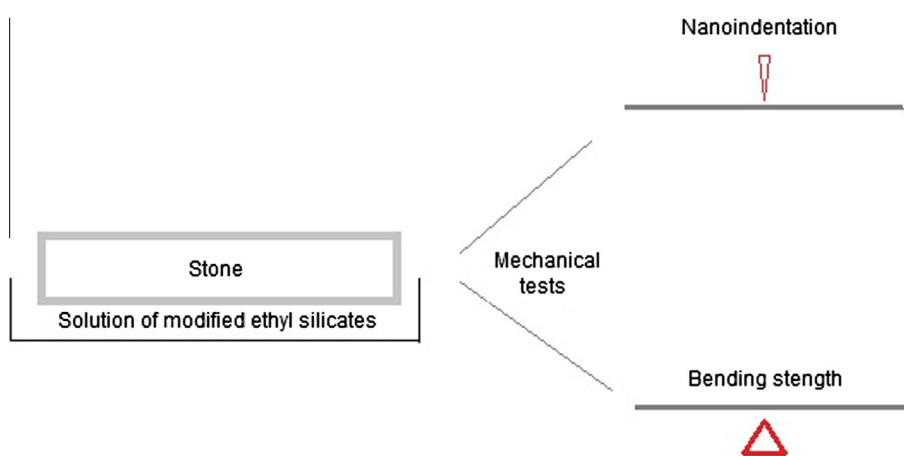 Nanoindentation
Stone
Mechanical
tests
Solution of modified ethyl silicates
Bending stength